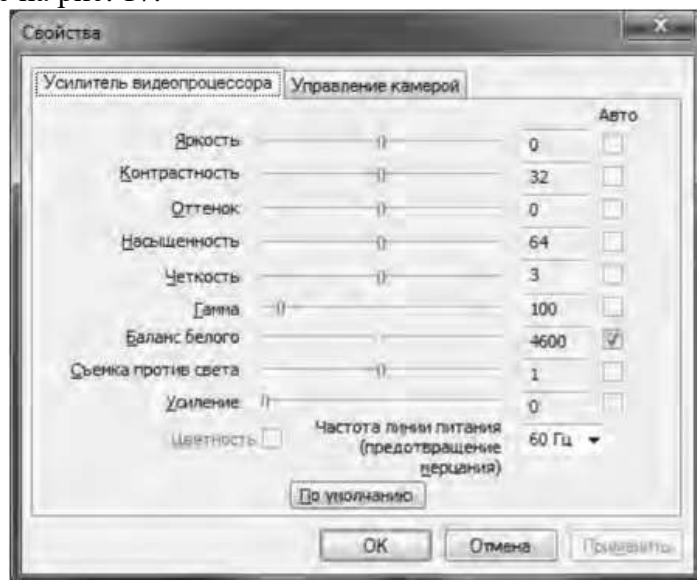 Свойства
Усилитель видеопроцессора Управление камерой
Авто
Яркость 0
Контрастность 32
Оттенок 0
Насыщенность 64
Четкость 3
Гамма 100
Баланс белого 4600
Съемка против света 1
Усиление 0
Цветность Частота линии питания (предотвращение мерцания) 60 Гц
По умолчанию
OK Отмена Применить